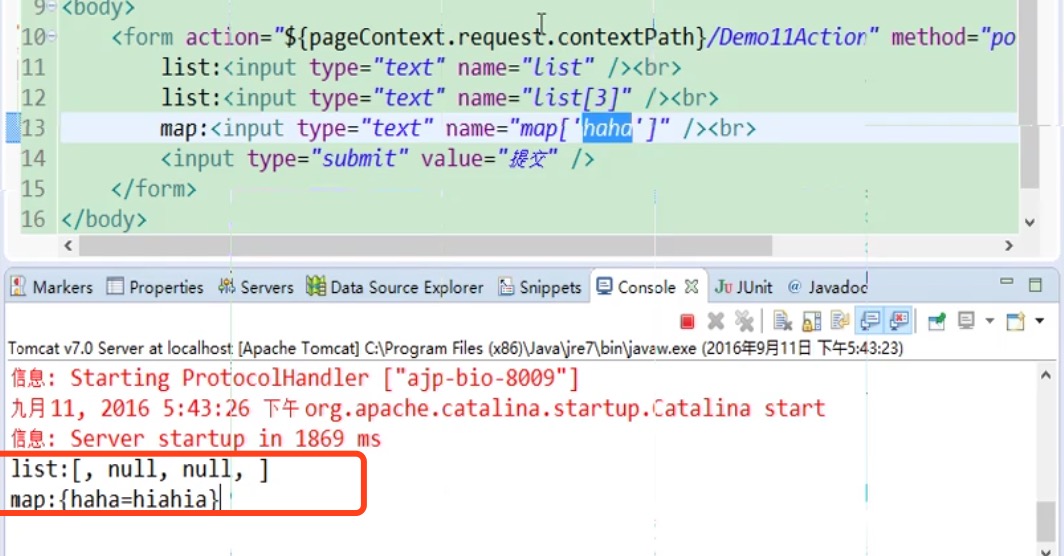 9 <body>
10 <form action="${pageContext.request.contextPath}/Demo11Action" method="po
11 list:<input type="text" name="list" /><br>
12 list:<input type="text" name="list[3]" /><br>
13 map:<input type="text" name="map['haha']" /><br>
14 <input type="submit" value="提交" />
15 </form>
16 </body>
Markers Properties Servers Data Source Explorer Snippets Console JUnit @ Javadoc
Tomcat v7.0 Server at localhost [Apache Tomcat] C:\Program Files (x86)\Java\jre7\bin\javaw.exe (2016年9月11日 下午5:43:23)
信息: Starting ProtocolHandler ["ajp-bio-8009"]
九月 11, 2016 5:43:26 下午 org.apache.catalina.startup.Catalina start
信息: Server startup in 1869 ms
list:[, null, null, ]
map:{haha=hiahia}